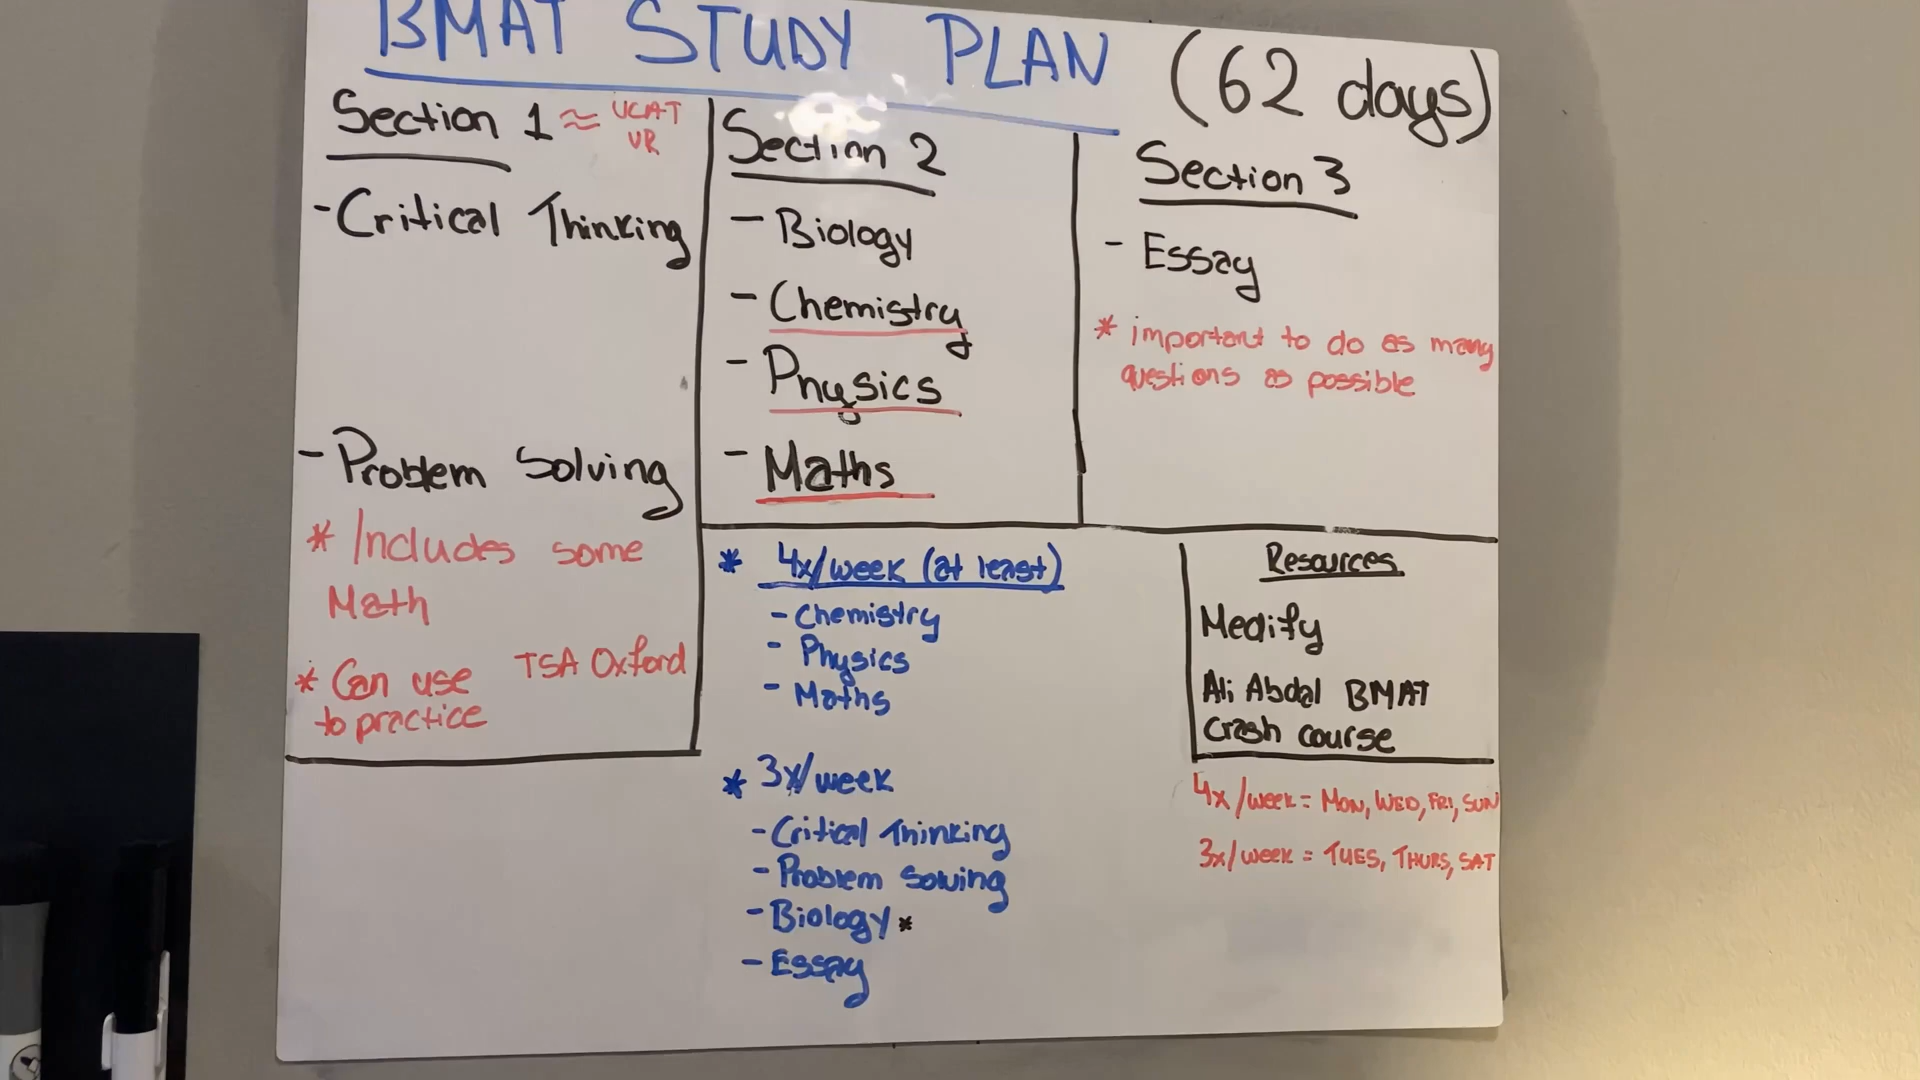 BMAT STUDY PLAN (62 days)
Section 1 ≈ UCAT
VR
- Critical Thinking
- Problem Solving
* Includes some
Math
* Can use TSA Oxford
to practice
Section 2
- Biology
- Chemistry
- Physics
- Maths
Section 3
- Essay
* important to do as many
questions as possible
* 4x/week (at least)
- Chemistry
- Physics
- Maths
* 3x/week
- Critical Thinking
- Problem Solving
- Biology *
- Essay
Resources
Medify
Ali Abdal BMAT
Crash course
4x/week = MON, WED, FRI, SUN
3x/week = TUES, THURS, SAT